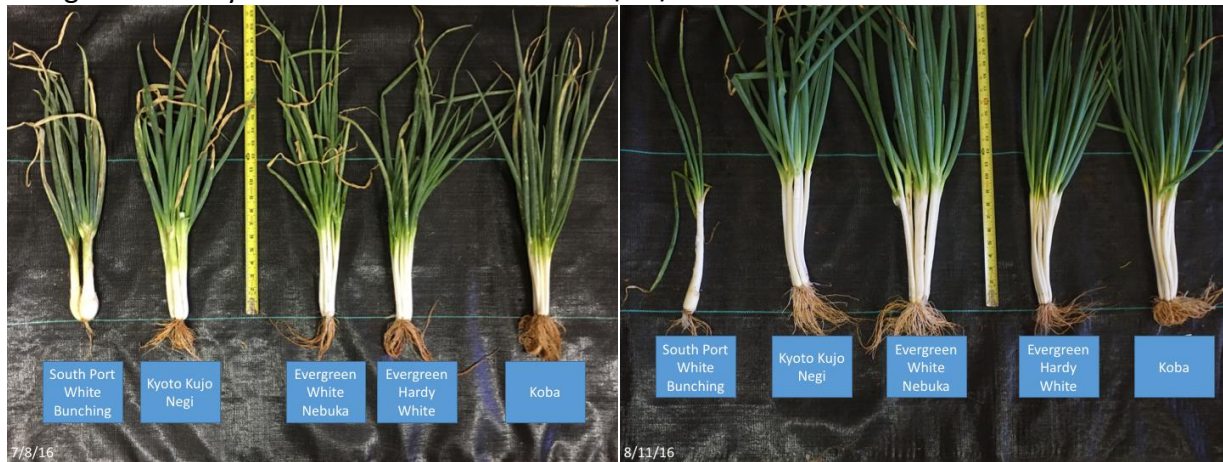 South Port
White
Bunching
Kyoto Kujo
Negi
Evergreen
White
Nebuka
Evergreen
Hardy
White
Koba
7/8/16
South Port
White
Bunching
Kyoto Kujo
Negi
Evergreen
White
Nebuka
Evergreen
Hardy
White
Koba
8/11/16